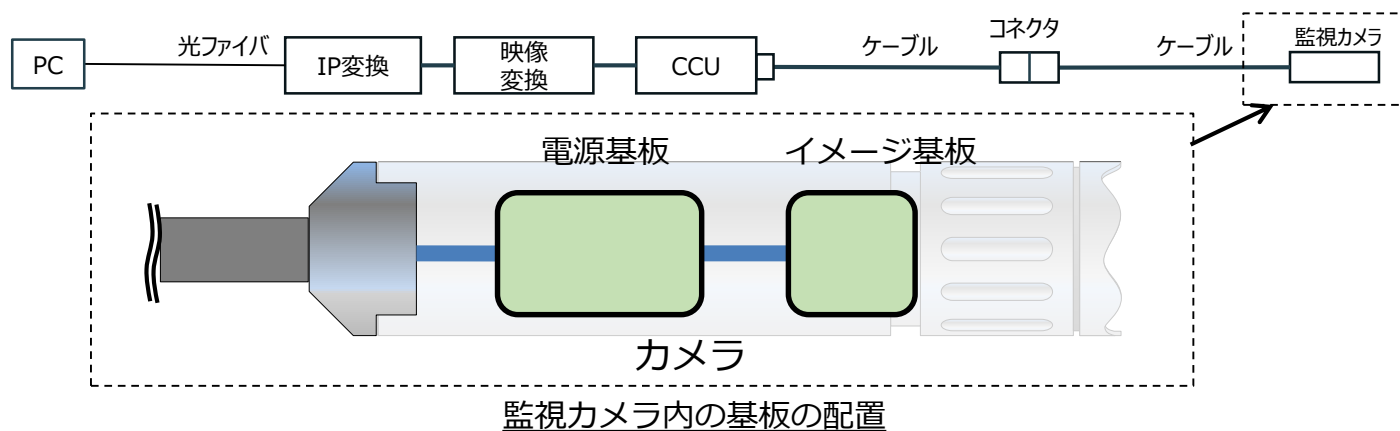 PC
光ファイバ
IP変換
映像
変換
CCU
ケーブル
コネクタ
ケーブル
監視カメラ
電源基板
イメージ基板
カメラ
監視カメラ内の基板の配置